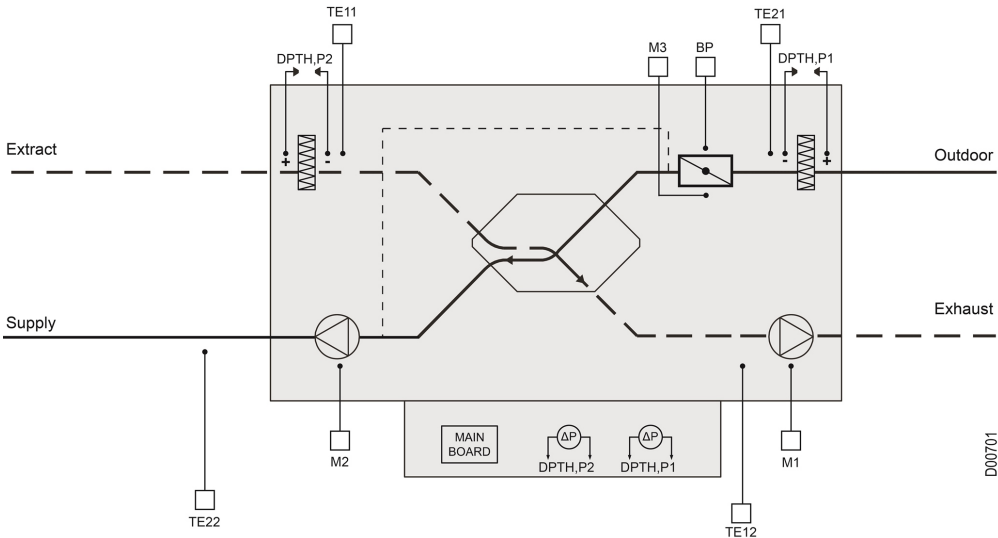 TE11
TE21
M3
BP
DPTH,P2
DPTH,P1
Extract
+
-
-
+
Outdoor
Supply
Exhaust
MAIN
BOARD
ΔP
ΔP
DPTH,P2
DPTH,P1
M2
M1
TE22
TE12
D00701